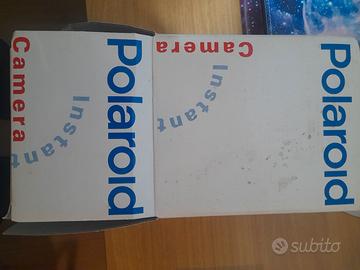 Polaroid
Instant
Camera
Polaroid
Instant
Camera
subito